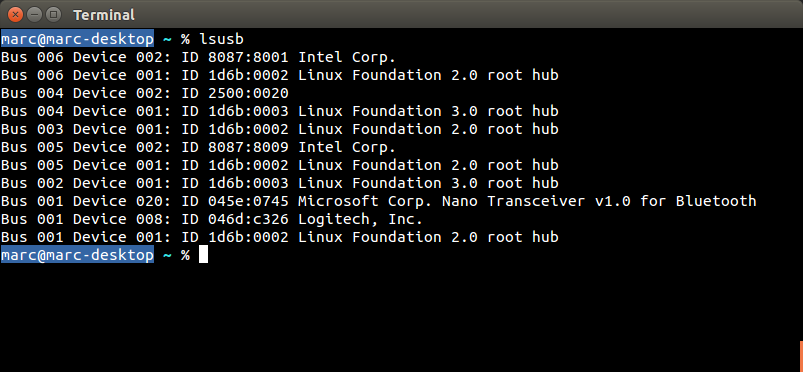 Terminal
marc@marc-desktop ~ % lsusb
Bus 006 Device 002: ID 8087:8001 Intel Corp.
Bus 006 Device 001: ID 1d6b:0002 Linux Foundation 2.0 root hub
Bus 004 Device 002: ID 2500:0020
Bus 004 Device 001: ID 1d6b:0003 Linux Foundation 3.0 root hub
Bus 003 Device 001: ID 1d6b:0002 Linux Foundation 2.0 root hub
Bus 005 Device 002: ID 8087:8009 Intel Corp.
Bus 005 Device 001: ID 1d6b:0002 Linux Foundation 2.0 root hub
Bus 002 Device 001: ID 1d6b:0003 Linux Foundation 3.0 root hub
Bus 001 Device 020: ID 045e:0745 Microsoft Corp. Nano Transceiver v1.0 for Bluetooth
Bus 001 Device 008: ID 046d:c326 Logitech, Inc.
Bus 001 Device 001: ID 1d6b:0002 Linux Foundation 2.0 root hub
marc@marc-desktop ~ %